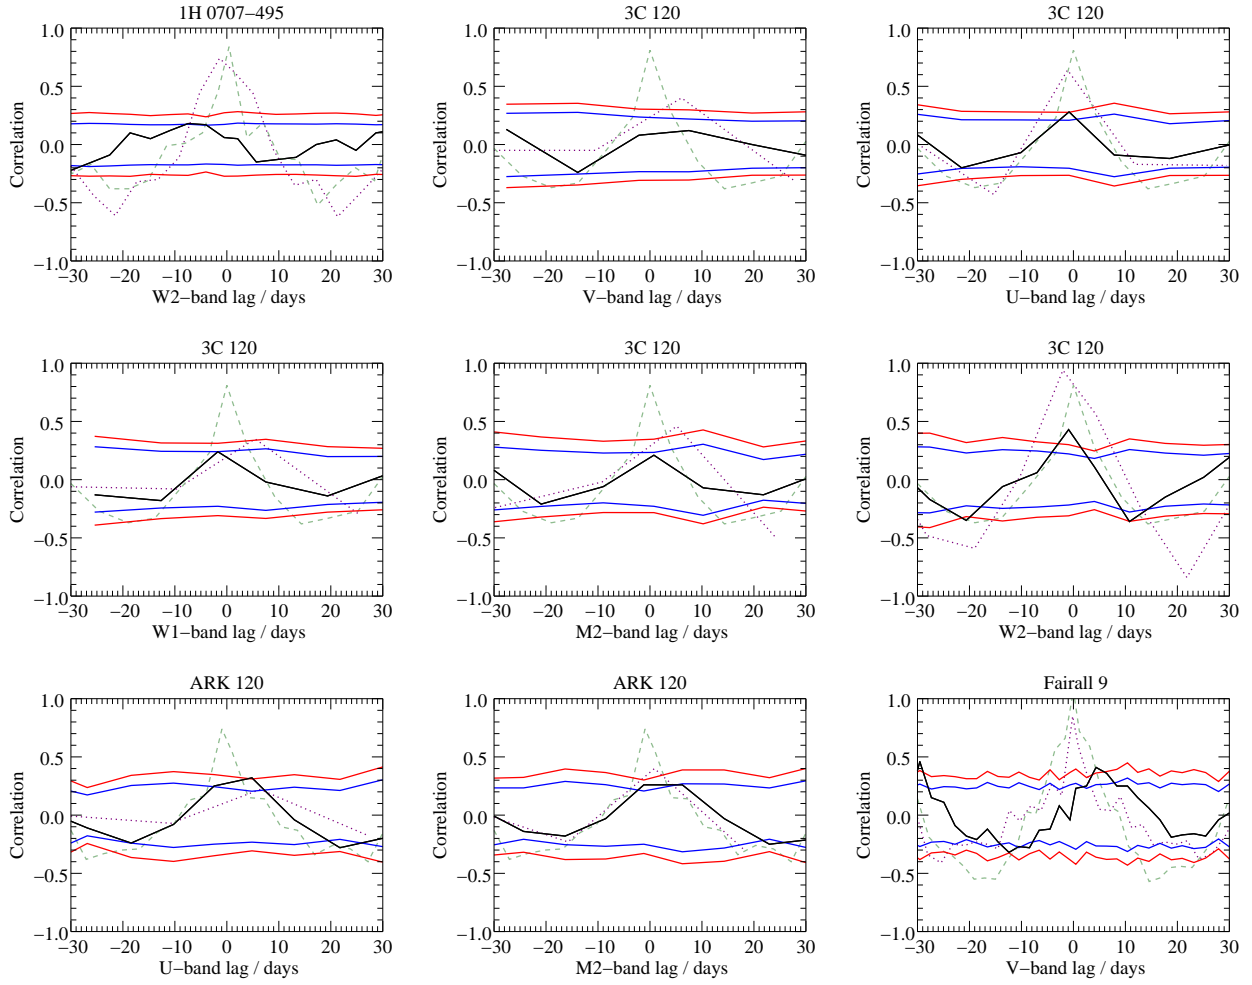 1H 0707−495
3C 120
3C 120
1.0
0.5
0.0
−0.5
−1.0
Correlation
−30 −20 −10 0 10 20 30
W2−band lag / days
1.0
0.5
0.0
−0.5
−1.0
Correlation
−30 −20 −10 0 10 20 30
V−band lag / days
1.0
0.5
0.0
−0.5
−1.0
Correlation
−30 −20 −10 0 10 20 30
U−band lag / days
3C 120
3C 120
3C 120
1.0
0.5
0.0
−0.5
−1.0
Correlation
−30 −20 −10 0 10 20 30
W1−band lag / days
1.0
0.5
0.0
−0.5
−1.0
Correlation
−30 −20 −10 0 10 20 30
M2−band lag / days
1.0
0.5
0.0
−0.5
−1.0
Correlation
−30 −20 −10 0 10 20 30
W2−band lag / days
ARK 120
ARK 120
Fairall 9
1.0
0.5
0.0
−0.5
−1.0
Correlation
−30 −20 −10 0 10 20 30
U−band lag / days
1.0
0.5
0.0
−0.5
−1.0
Correlation
−30 −20 −10 0 10 20 30
M2−band lag / days
1.0
0.5
0.0
−0.5
−1.0
Correlation
−30 −20 −10 0 10 20 30
V−band lag / days